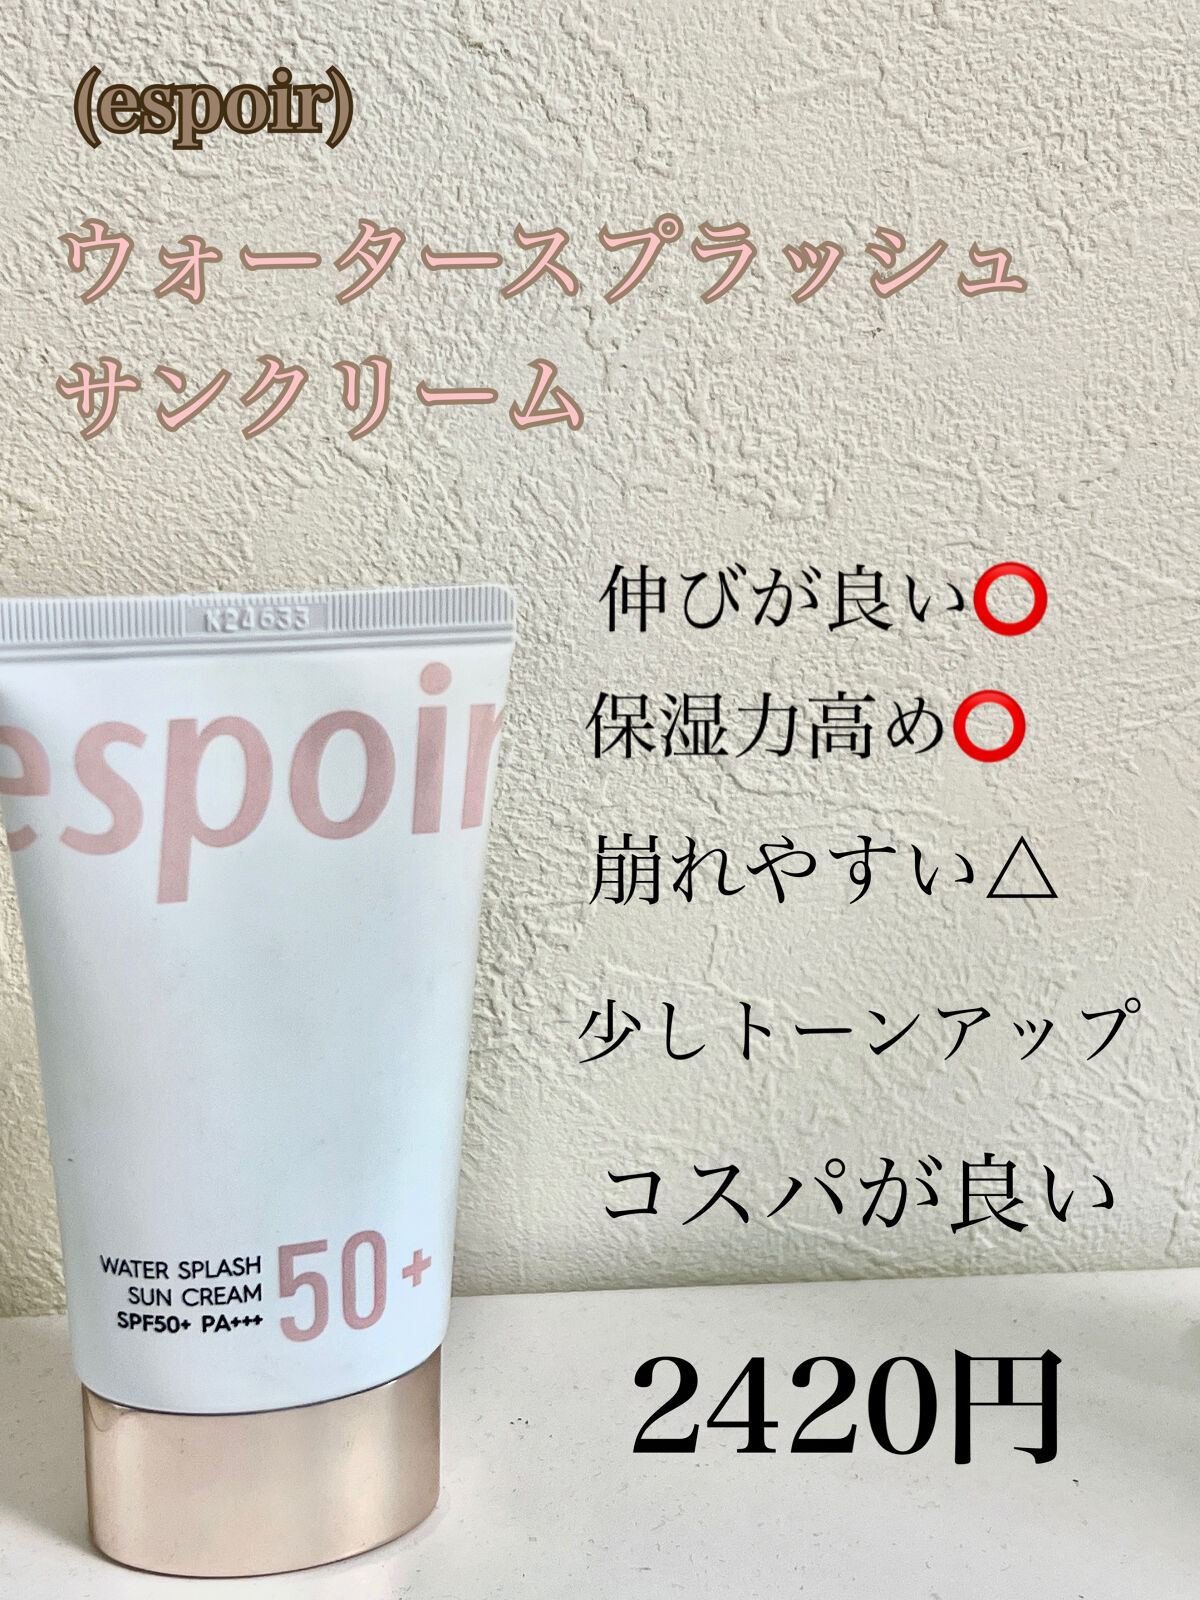 (espoir)
ウォータースプラッシュ
サンクリーム
伸びが良い⭕
保湿力高め⭕
崩れやすい△
少しトーンアップ
コスパが良い
2420円
K24633
espoir
WATER SPLASH
SUN CREAM
SPF50+ PA+++
50+